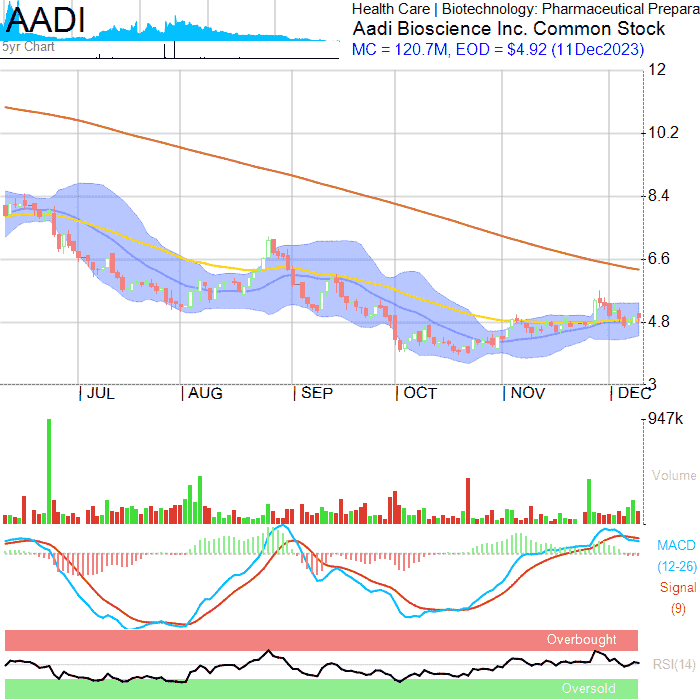 AADI
5yr Chart
Health Care | Biotechnology: Pharmaceutical Prepara
Aadi Bioscience Inc. Common Stock
MC = 120.7M, EOD = $4.92 (11Dec2023)
12
10.2
8.4
6.6
4.8
3
JUL AUG SEP OCT NOV DEC
947k
Volume
MACD
(12-26)
Signal
(9)
Overbought
RSI(14)
Oversold